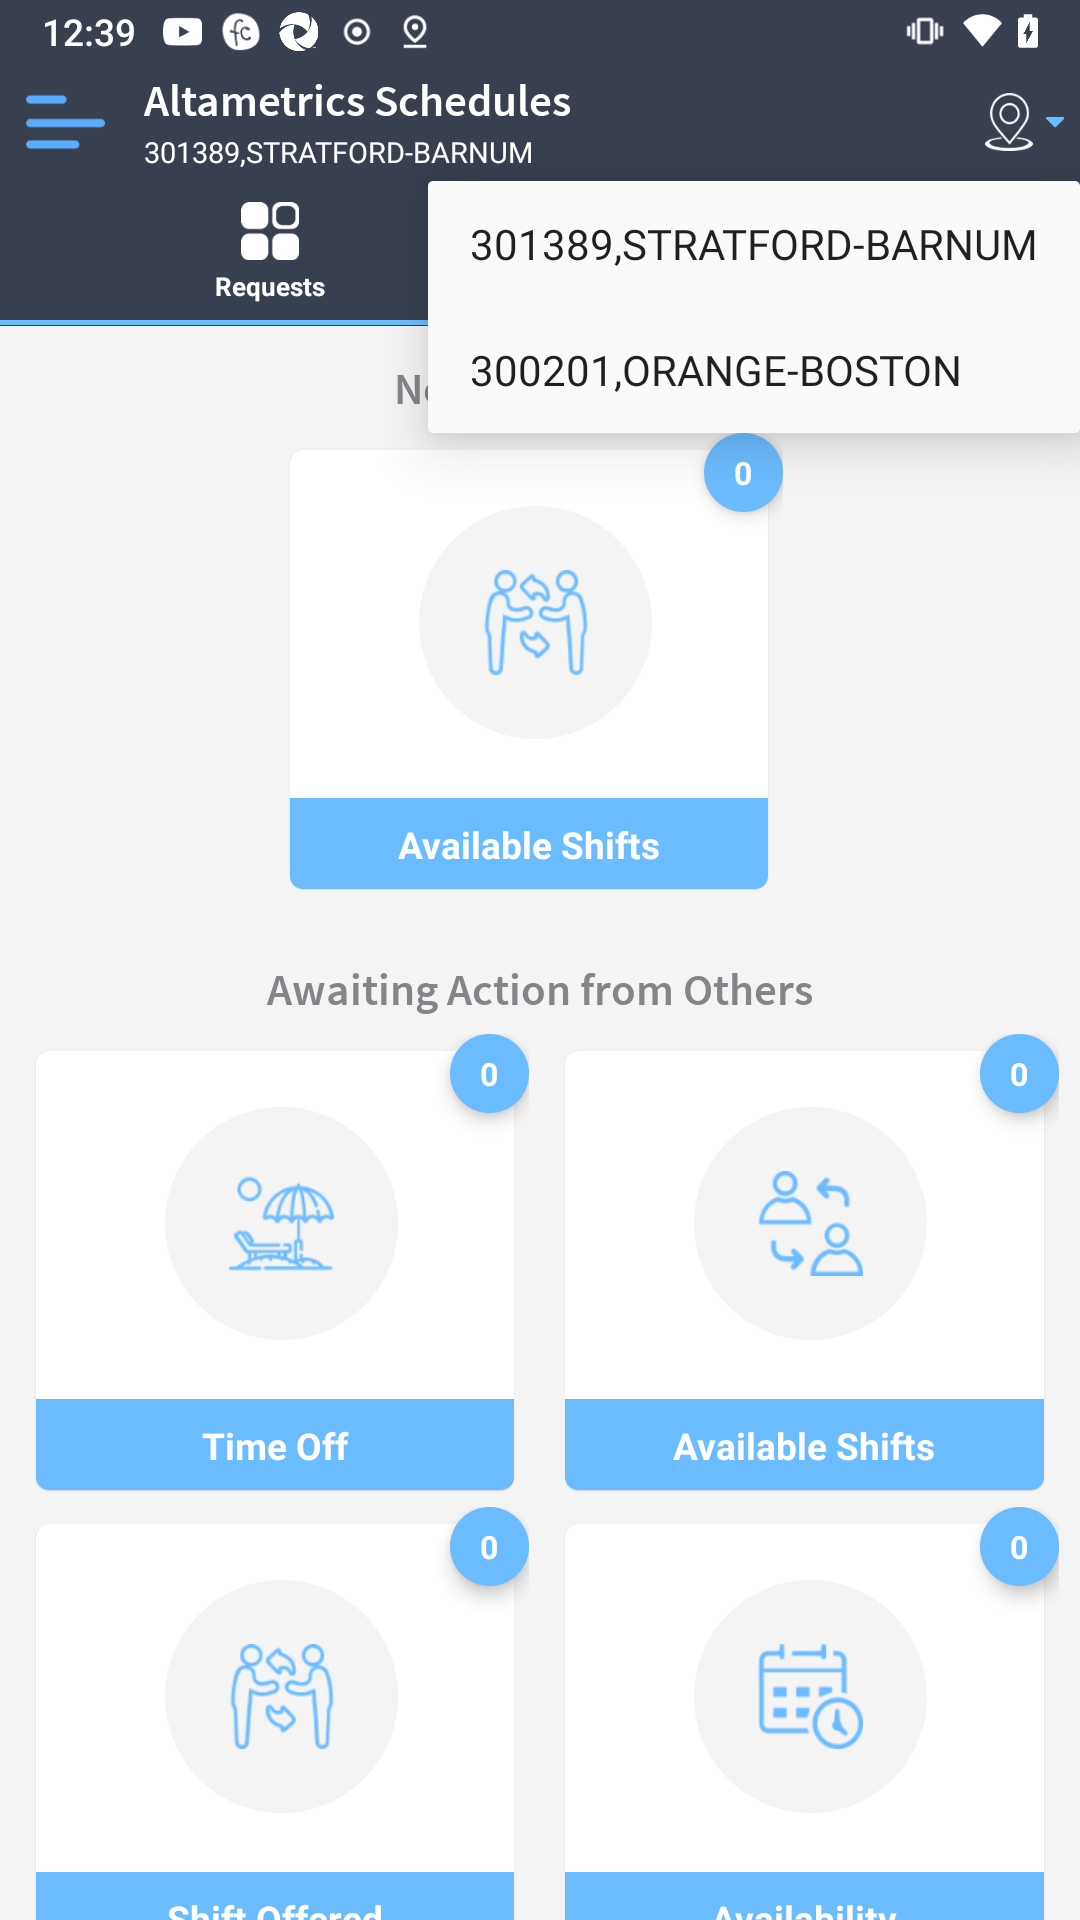 12:39
Altametrics Schedules
301389,STRATFORD-BARNUM
301389,STRATFORD-BARNUM
300201,ORANGE-BOSTON
Requests
0
Available Shifts
Awaiting Action from Others
0
0
Time Off
Available Shifts
0
0
Shift Offered
Availability